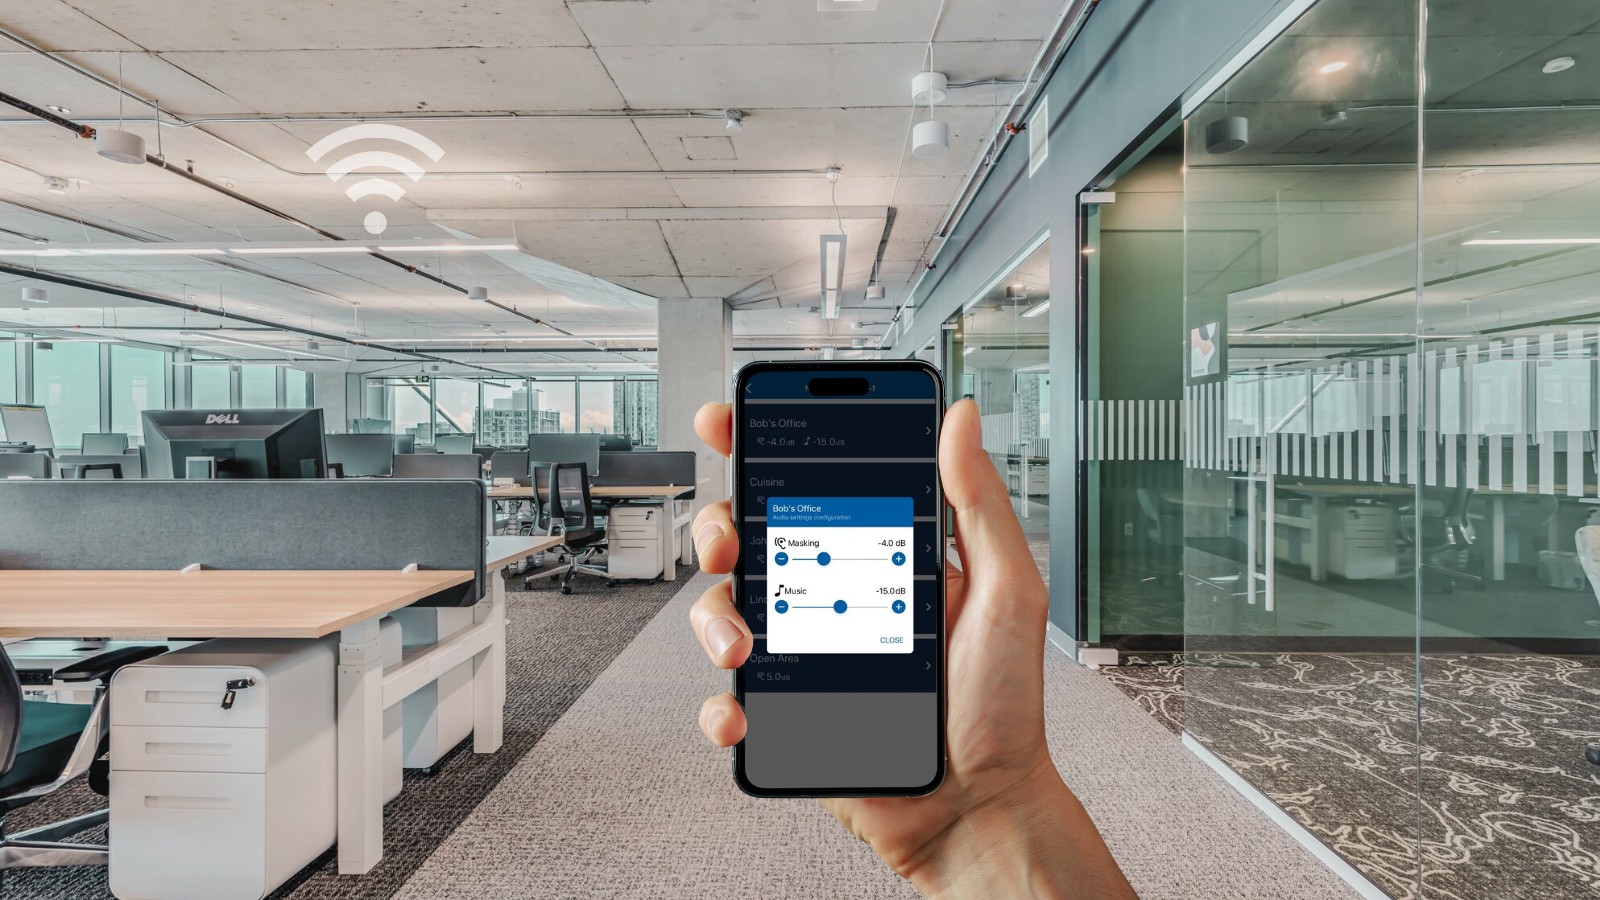 DELL
Bob's Office
-4.0dB -15.0dB
Cuisine
Bob's Office
Audio settings configuration
Masking -4.0 dB
Music -15.0dB
CLOSE
Open Area
5.0dB